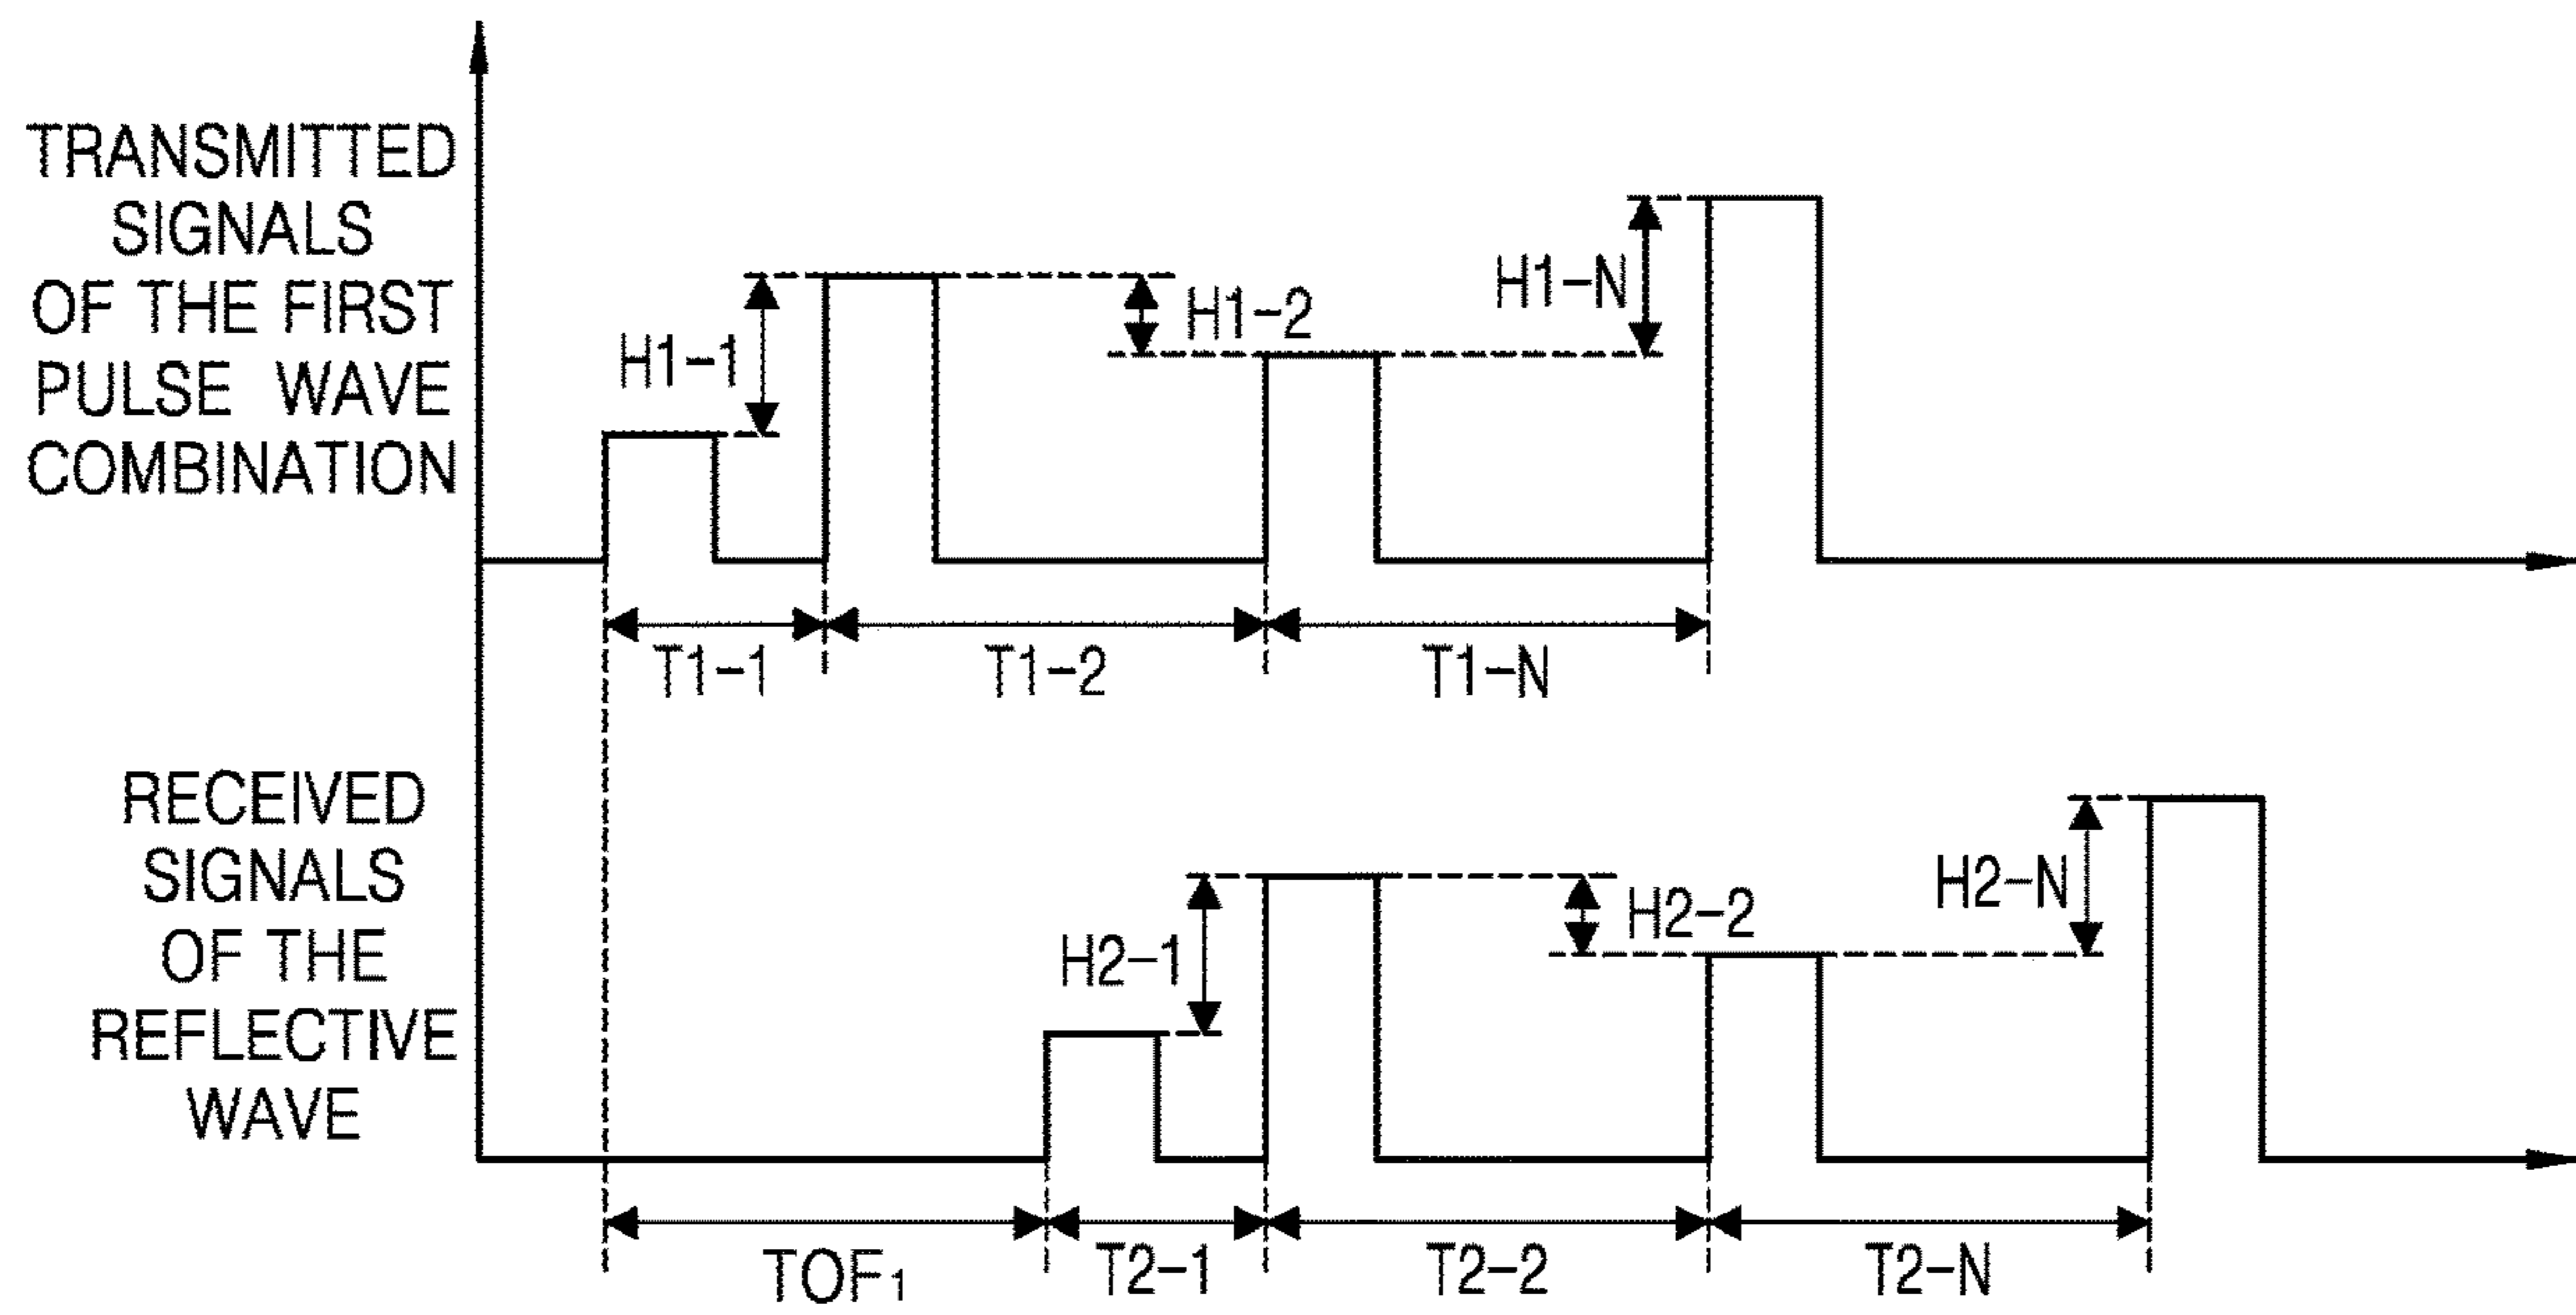 TRANSMITTED
SIGNALS
OF THE FIRST
PULSE WAVE
COMBINATION
H1-1
H1-2
H1-N
T1-1
T1-2
T1-N
RECEIVED
SIGNALS
OF THE
REFLECTIVE
WAVE
H2-1
H2-2
H2-N
TOF1
T2-1
T2-2
T2-N